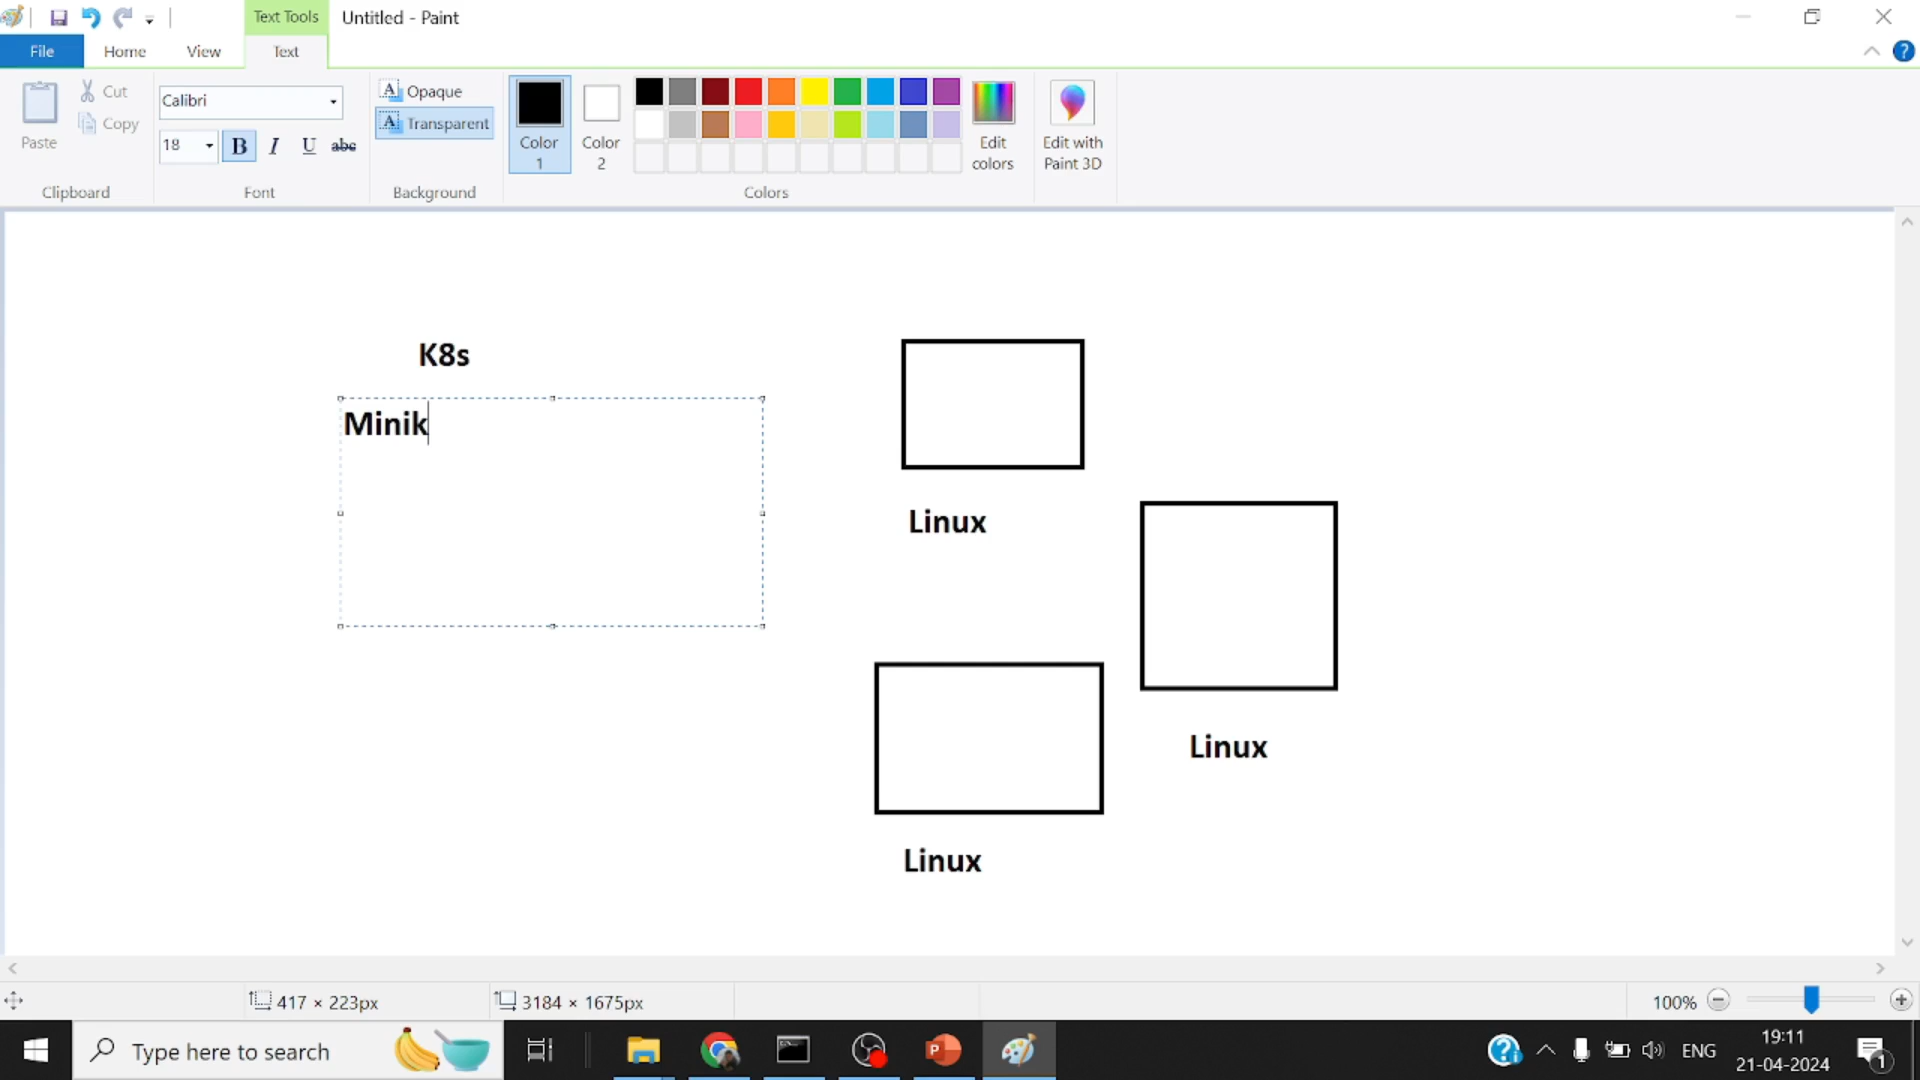 Text Tools
Untitled - Paint
File
Home
View
Text
?
Paste
Cut
Copy
Clipboard
Calibri
18
B
I
U
abc
Font
A Opaque
A Transparent
Background
Color 1
Color 2
Colors
Edit colors
Edit with Paint 3D
K8s
Minik
Linux
Linux
Linux
417 × 223px
3184 × 1675px
100%
Type here to search
P
ENG
19:11
21-04-2024
1